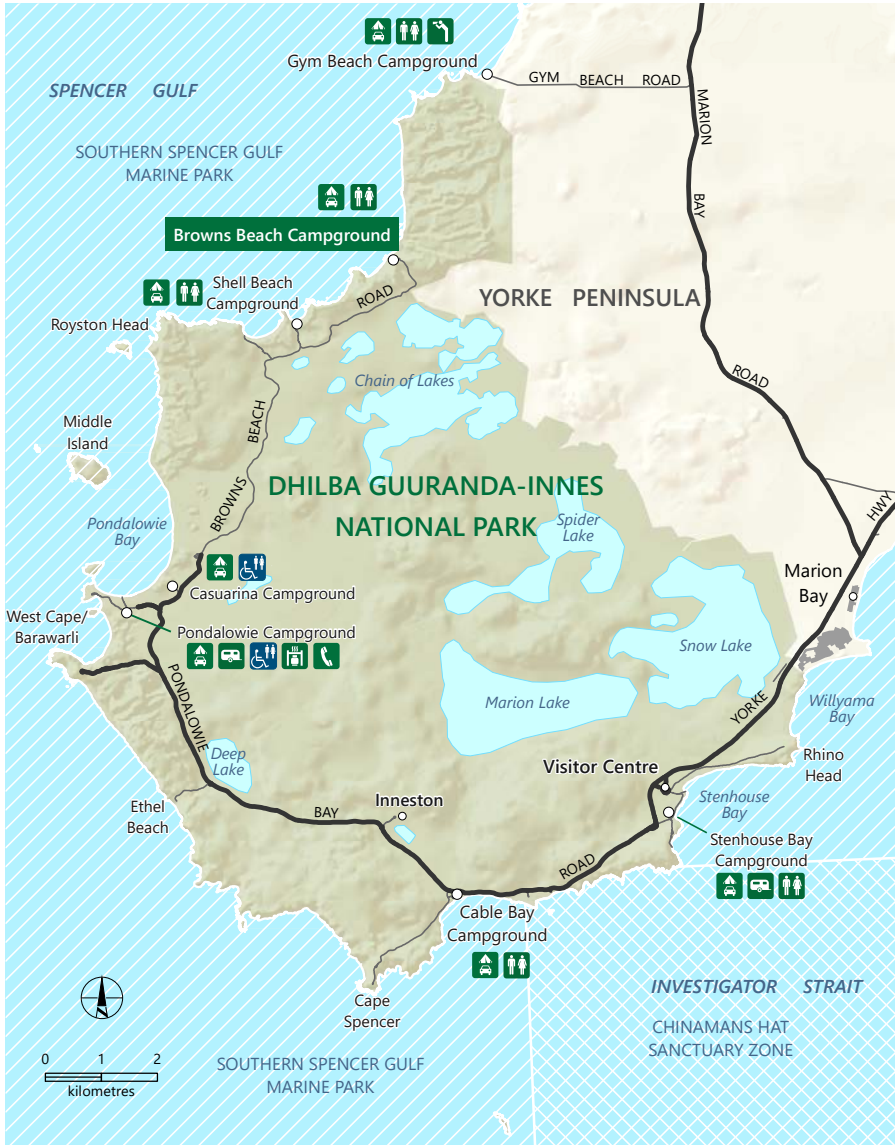 Gym Beach Campground
GYM BEACH ROAD
SPENCER GULF
MARION BAY ROAD
SOUTHERN SPENCER GULF
MARINE PARK
Browns Beach Campground
Shell Beach
Campground
ROAD
YORKE PENINSULA
Royston Head
Chain of Lakes
Middle
Island
BROWNS BEACH
DHILBA GUURANDA-INNES
NATIONAL PARK
HWY
Pondalowie
Bay
Spider
Lake
Casuarina Campground
Marion
Bay
West Cape/
Barawarli
Pondalowie Campground
Snow Lake
PONDALOWIE
Marion Lake
YORKE
Willyama
Bay
Deep
Lake
Visitor Centre
Rhino
Head
Ethel
Beach
BAY
Inneston
Stenhouse
Bay
ROAD
Stenhouse Bay
Campground
Cable Bay
Campground
INVESTIGATOR STRAIT
Cape
Spencer
CHINAMANS HAT
SANCTUARY ZONE
0 1 2
kilometres
SOUTHERN SPENCER GULF
MARINE PARK